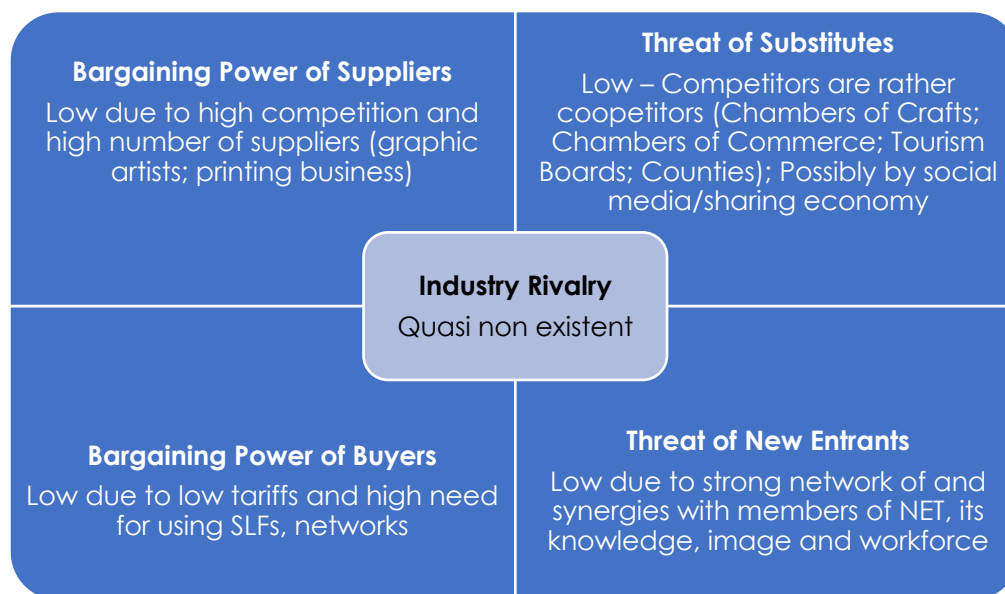 Bargaining Power of Suppliers
Low due to high competition and
high number of suppliers (graphic
artists; printing business)
Threat of Substitutes
Low – Competitors are rather
coopetitors (Chambers of Crafts;
Chambers of Commerce; Tourism
Boards; Counties); Possibly by social
media/sharing economy
Industry Rivalry
Quasi non existent
Bargaining Power of Buyers
Low due to low tariffs and high need
for using SLFs, networks
Threat of New Entrants
Low due to strong network of and
synergies with members of NET, its
knowledge, image and workforce